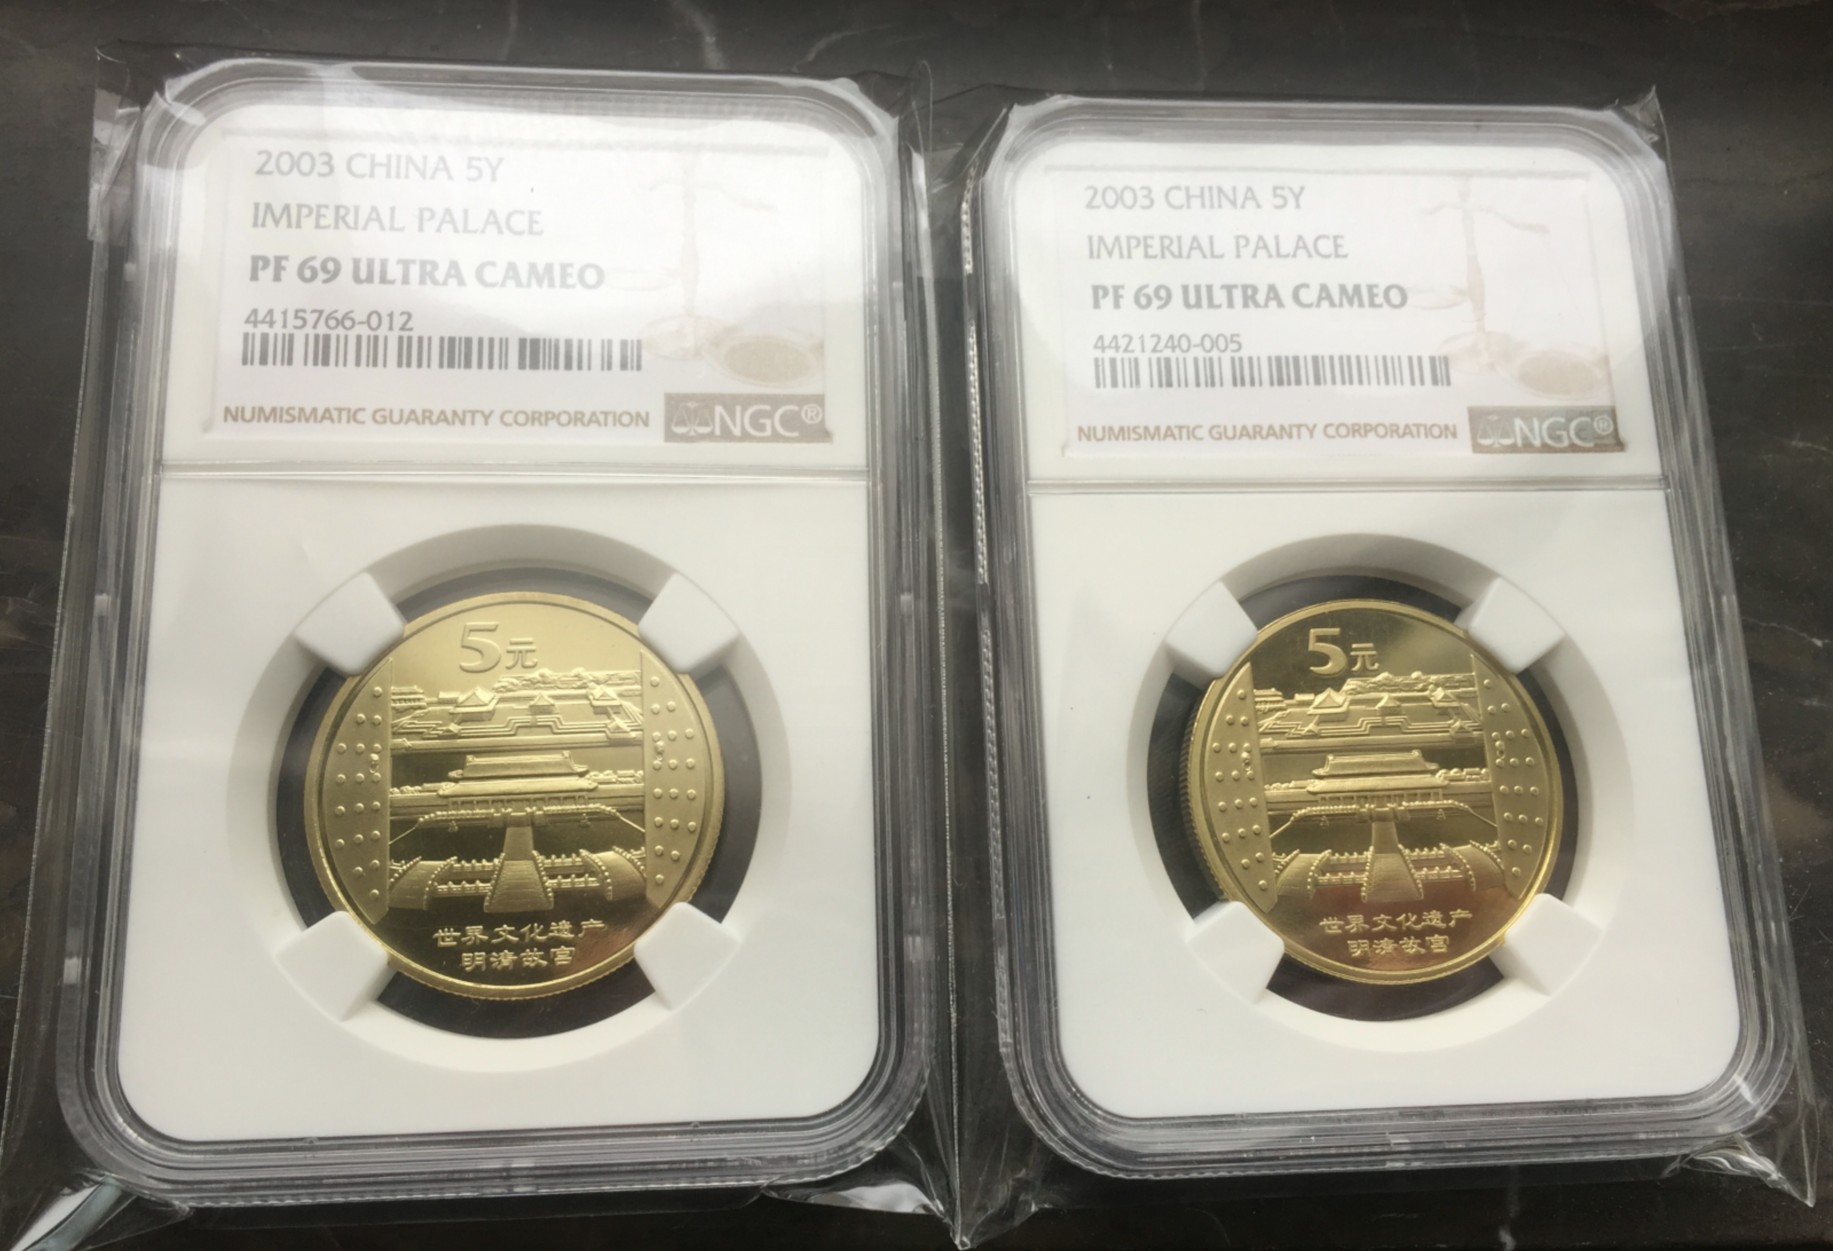 2003 CHINA 5Y
IMPERIAL PALACE
PF 69 ULTRA CAMEO
4415766-012
NUMISMATIC GUARANTY CORPORATION NGC®
5元
世界文化遗产
明清故宫
2003 CHINA 5Y
IMPERIAL PALACE
PF 69 ULTRA CAMEO
4421240-005
NUMISMATIC GUARANTY CORPORATION NGC®
5元
世界文化遗产
明清故宫